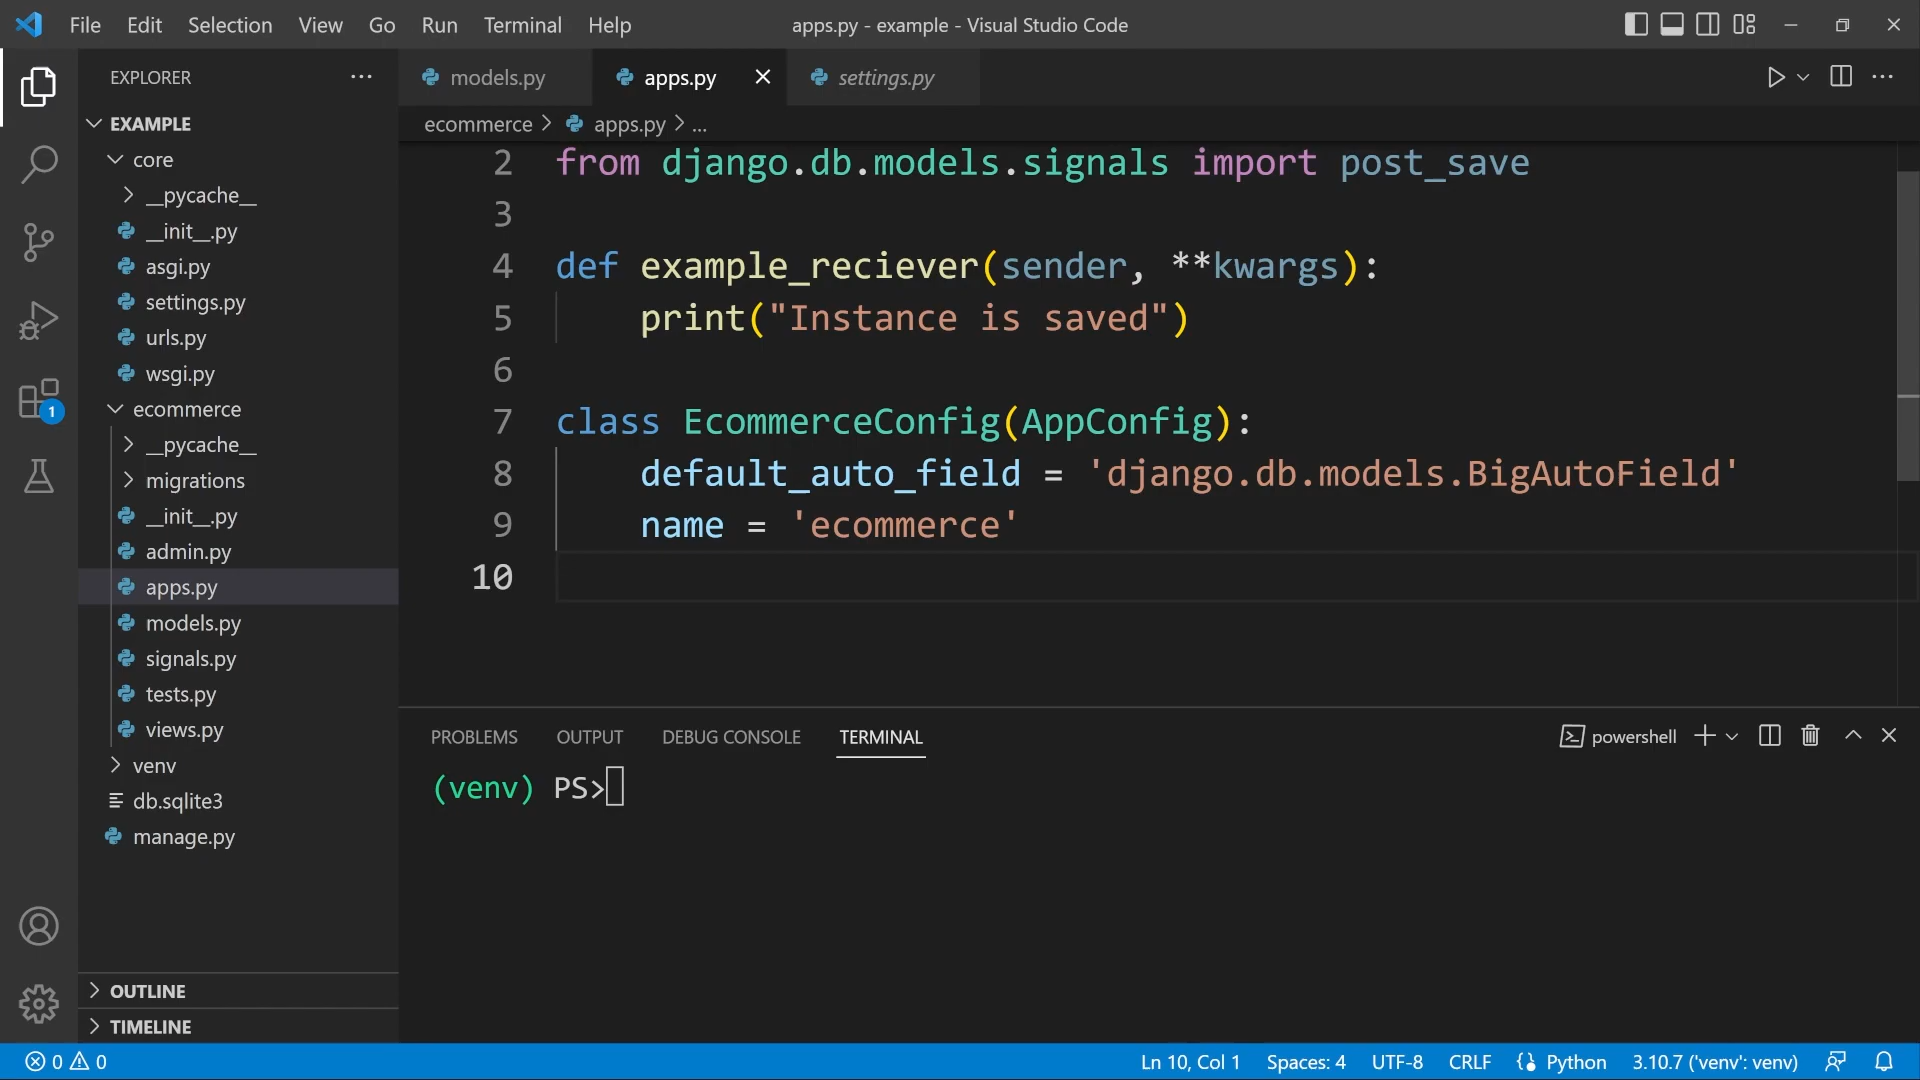 File Edit Selection View Go Run Terminal Help apps.py - example - Visual Studio Code
EXPLORER
EXAMPLE
core
__pycache__
__init__.py
asgi.py
settings.py
urls.py
wsgi.py
ecommerce
__pycache__
migrations
__init__.py
admin.py
apps.py
models.py
signals.py
tests.py
views.py
venv
db.sqlite3
manage.py
OUTLINE
TIMELINE
1
models.py apps.py settings.py
ecommerce > apps.py > ...
2 from django.db.models.signals import post_save
3
4 def example_reciever(sender, **kwargs):
5 print("Instance is saved")
6
7 class EcommerceConfig(AppConfig):
8 default_auto_field = 'django.db.models.BigAutoField'
9 name = 'ecommerce'
10
PROBLEMS OUTPUT DEBUG CONSOLE TERMINAL powershell
(venv) PS>
0 0 Ln 10, Col 1 Spaces: 4 UTF-8 CRLF Python 3.10.7 ('venv': venv)